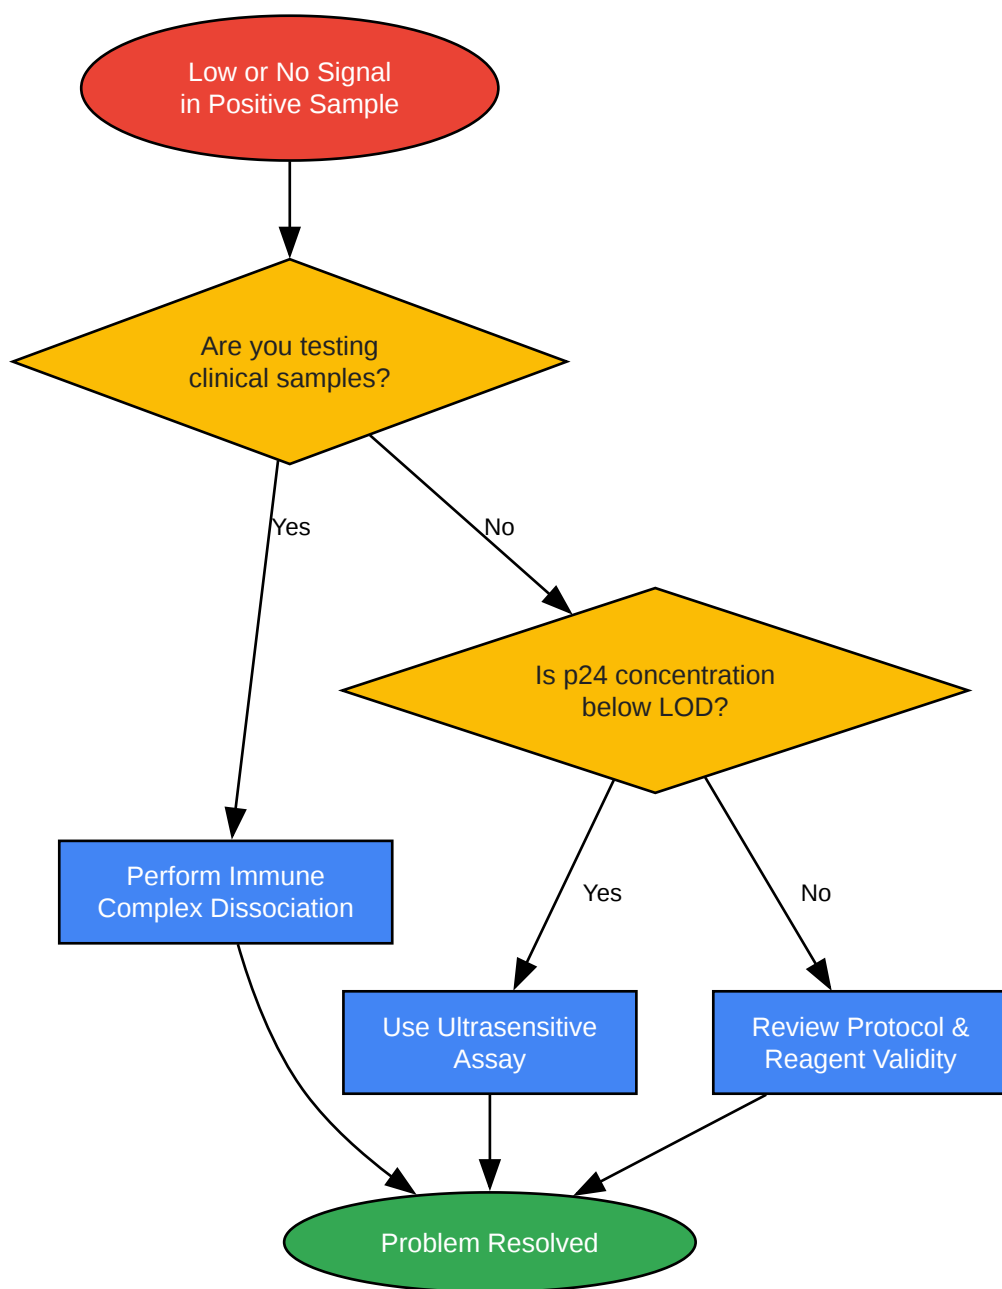 Low or No Signal
in Positive Sample
Are you testing
clinical samples?
Yes
No
Is p24 concentration
below LOD?
Perform Immune
Complex Dissociation
Yes
No
Use Ultrasensitive
Assay
Review Protocol &
Reagent Validity
Problem Resolved